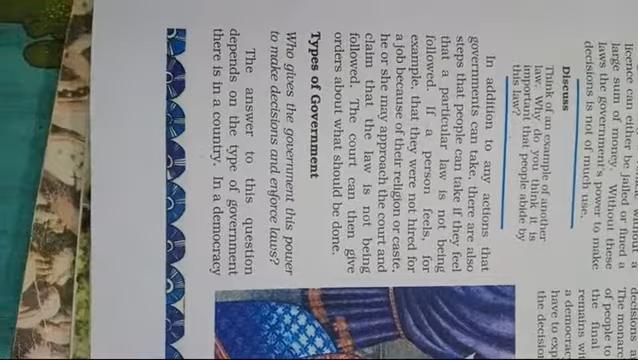 licence can either be jailed or fined a
large sum of money. Without these
laws the government's power to make
decisions is not of much use.
Discuss
Think of an example of another
law. Why do you think it is
important that people abide by
this law?
In addition to any actions that
governments can take, there are also
steps that people can take if they feel
that a particular law is not being
followed. If a person feels, for
example, that they were not hired for
a job because of their religion or caste,
he or she may approach the court and
claim that the law is not being
followed. The court can then give
orders about what should be done.
Types of Government
Who gives the government this power
to make decisions and enforce laws?
The answer to this question
depends on the type of government
there is in a country. In a democracy
decisions
The
of people to
the final
remains
a
have to
the